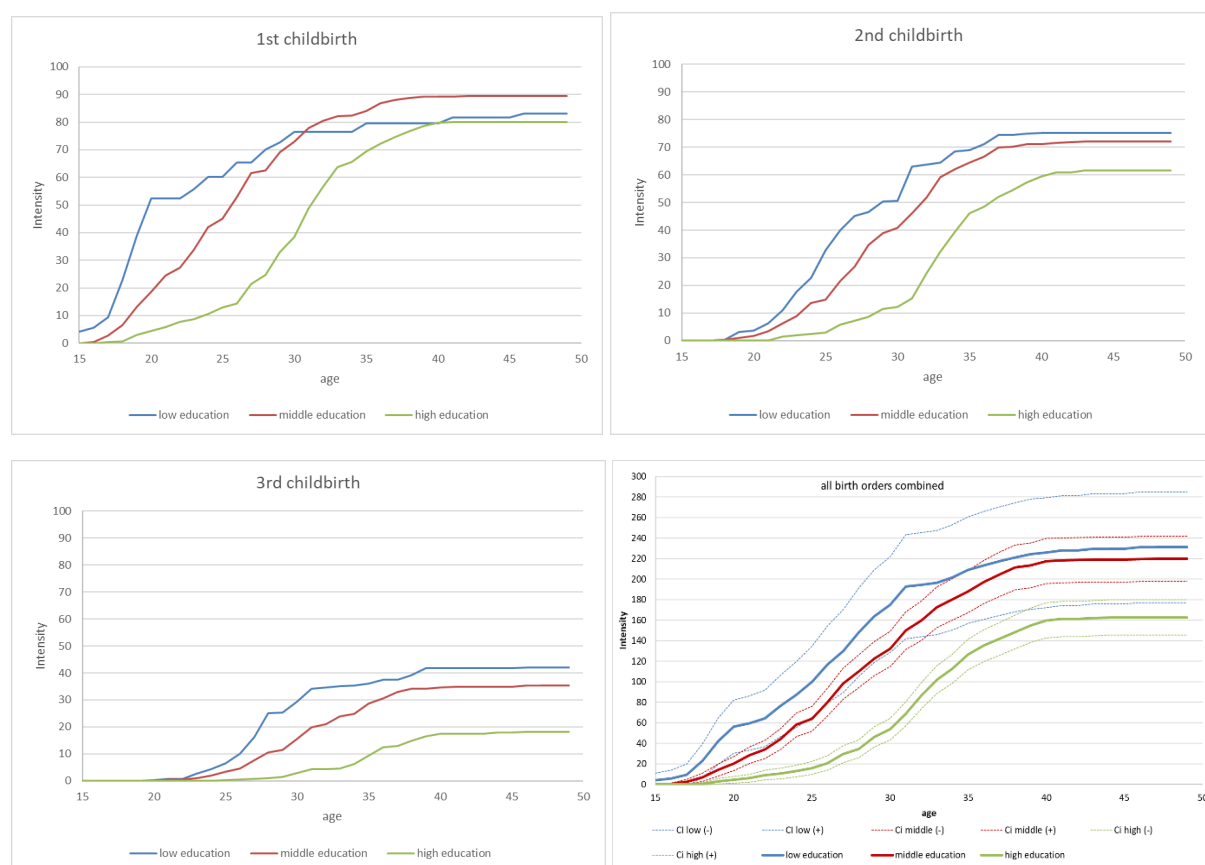 1st childbirth
Intensity
100
90
80
70
60
50
40
30
20
10
0
15 20 25 30 35 40 45 50
age
low education middle education high education
2nd childbirth
Intensity
100
90
80
70
60
50
40
30
20
10
0
15 20 25 30 35 40 45 50
age
low education middle education high education
3rd childbirth
Intensity
100
90
80
70
60
50
40
30
20
10
0
15 20 25 30 35 40 45 50
age
low education middle education high education
all birth orders combined
Intensity
300
280
260
240
220
200
180
160
140
120
100
80
60
40
20
0
15 20 25 30 35 40 45 50
age
CI low (-) CI low (+) Ci middle (-) Ci middle (+) Ci high (-)
Ci high (+) low education middle education high education